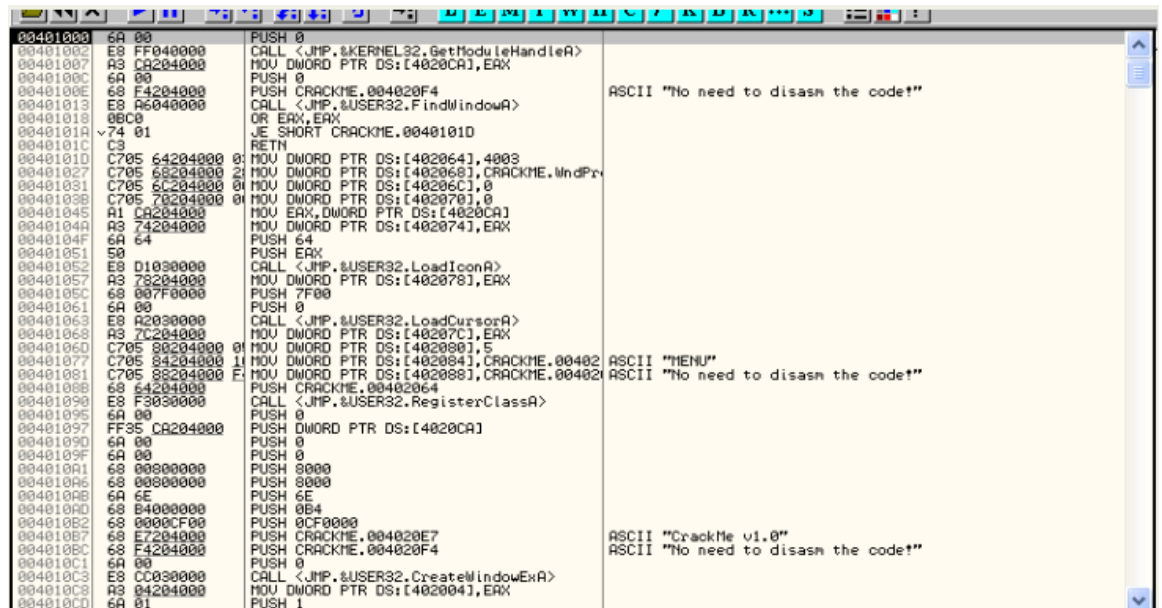 L E M T W H C / K B R ... S ?
00401000 6A 00 PUSH 0
00401002 E8 FF040000 CALL <JMP.&KERNEL32.GetModuleHandleA>
00401007 A3 CA204000 MOV DWORD PTR DS:[4020CA],EAX
0040100C 6A 00 PUSH 0
0040100E 68 F4204000 PUSH CRACKME.004020F4 ASCII "No need to disasm the code!"
00401013 E8 A6040000 CALL <JMP.&USER32.FindWindowA>
00401018 0BC0 OR EAX,EAX
0040101A 74 01 JE SHORT CRACKME.0040101D
0040101C C3 RETN
0040101D C705 64204000 0 MOV DWORD PTR DS:[402064],4003
00401027 C705 68204000 2 MOV DWORD PTR DS:[402068],CRACKME.WndPr
00401031 C705 6C204000 0 MOV DWORD PTR DS:[40206C],0
0040103B C705 70204000 0 MOV DWORD PTR DS:[402070],0
00401045 A1 CA204000 MOV EAX,DWORD PTR DS:[4020CA]
0040104A A3 74204000 MOV DWORD PTR DS:[402074],EAX
0040104F 6A 64 PUSH 64
00401051 50 PUSH EAX
00401052 E8 D1030000 CALL <JMP.&USER32.LoadIconA>
00401057 A3 78204000 MOV DWORD PTR DS:[402078],EAX
0040105C 68 007F0000 PUSH 7F00
00401061 6A 00 PUSH 0
00401063 E8 A2030000 CALL <JMP.&USER32.LoadCursorA>
00401068 A3 7C204000 MOV DWORD PTR DS:[40207C],EAX
0040106D C705 80204000 0 MOV DWORD PTR DS:[402080],5
00401077 C705 84204000 1 MOV DWORD PTR DS:[402084],CRACKME.00402 ASCII "MENU"
00401081 C705 88204000 F MOV DWORD PTR DS:[402088],CRACKME.00402 ASCII "No need to disasm the code!"
0040108B 68 64204000 PUSH CRACKME.00402064
00401090 E8 F3030000 CALL <JMP.&USER32.RegisterClassA>
00401095 6A 00 PUSH 0
00401097 FF35 CA204000 PUSH DWORD PTR DS:[4020CA]
0040109D 6A 00 PUSH 0
0040109F 6A 00 PUSH 0
004010A1 68 00800000 PUSH 8000
004010A6 68 00800000 PUSH 8000
004010AB 6A 6E PUSH 6E
004010AD 68 B4000000 PUSH 0B4
004010B2 68 0000CF00 PUSH 0CF0000
004010B7 68 E7204000 PUSH CRACKME.004020E7 ASCII "CrackMe v1.0"
004010BC 68 F4204000 PUSH CRACKME.004020F4 ASCII "No need to disasm the code!"
004010C1 6A 00 PUSH 0
004010C3 E8 CC030000 CALL <JMP.&USER32.CreateWindowExA>
004010C8 A3 04204000 MOV DWORD PTR DS:[402004],EAX
004010CD 6A 01 PUSH 1